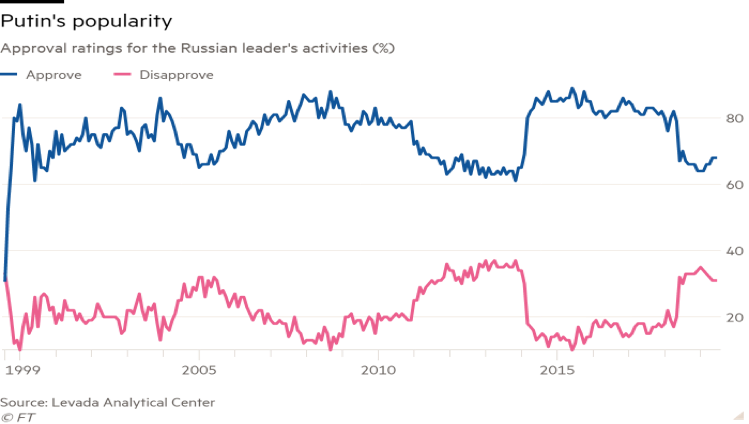 Putin's popularity
Approval ratings for the Russian leader's activities (%)
Approve Disapprove
80
60
40
20
1999 2005 2010 2015
Source: Levada Analytical Center
© FT